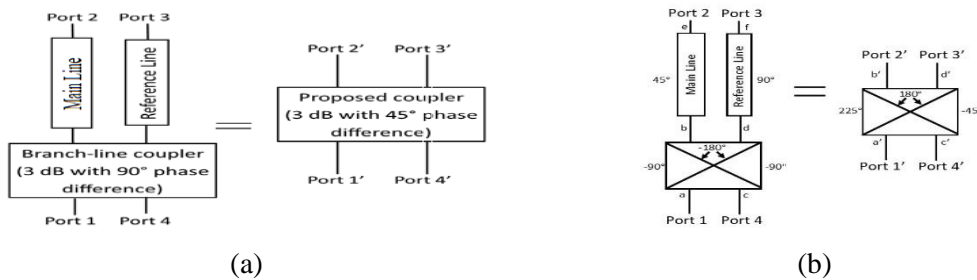 Port 2
Port 3
Main Line
Reference Line
Branch-line coupler
(3 dB with 90° phase
difference)
Port 1
Port 4
Port 2′
Port 3′
Proposed coupler
(3 dB with 45° phase
difference)
Port 1′
Port 4′
(a)
Port 2
Port 3
e
f
45°
Main Line
Reference Line
90°
b
d
-180°
-90°
-90°
a
c
Port 1
Port 4
Port 2′
Port 3′
b′
d′
180°
225°
-45
a′
c′
Port 1′
Port 4′
(b)